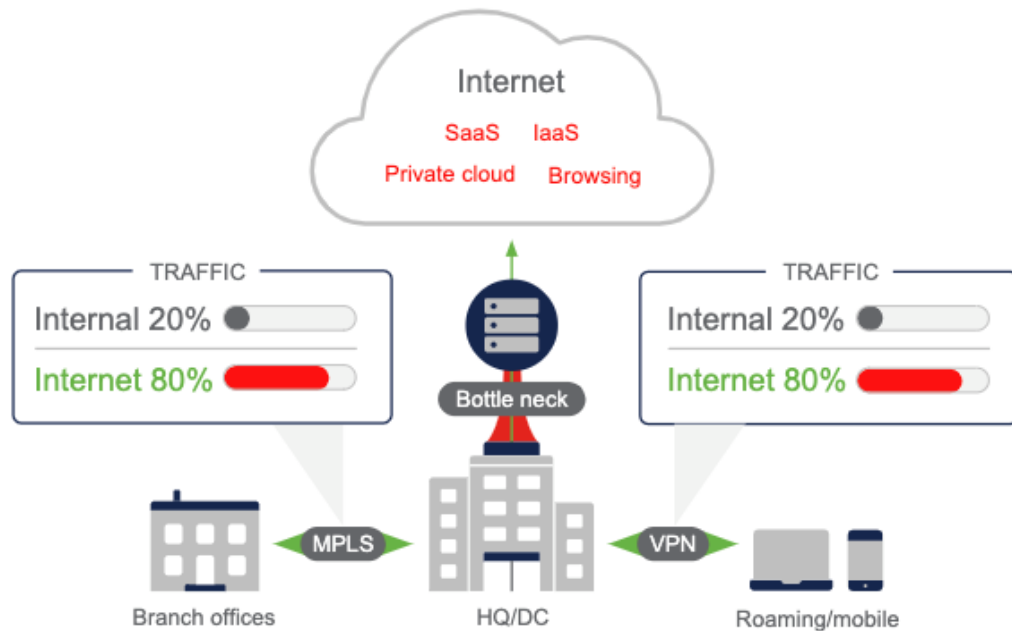 Internet
SaaS IaaS
Private cloud Browsing
TRAFFIC
Internal 20%
Internet 80%
TRAFFIC
Internal 20%
Internet 80%
Bottle neck
MPLS
VPN
Branch offices
HQ/DC
Roaming/mobile